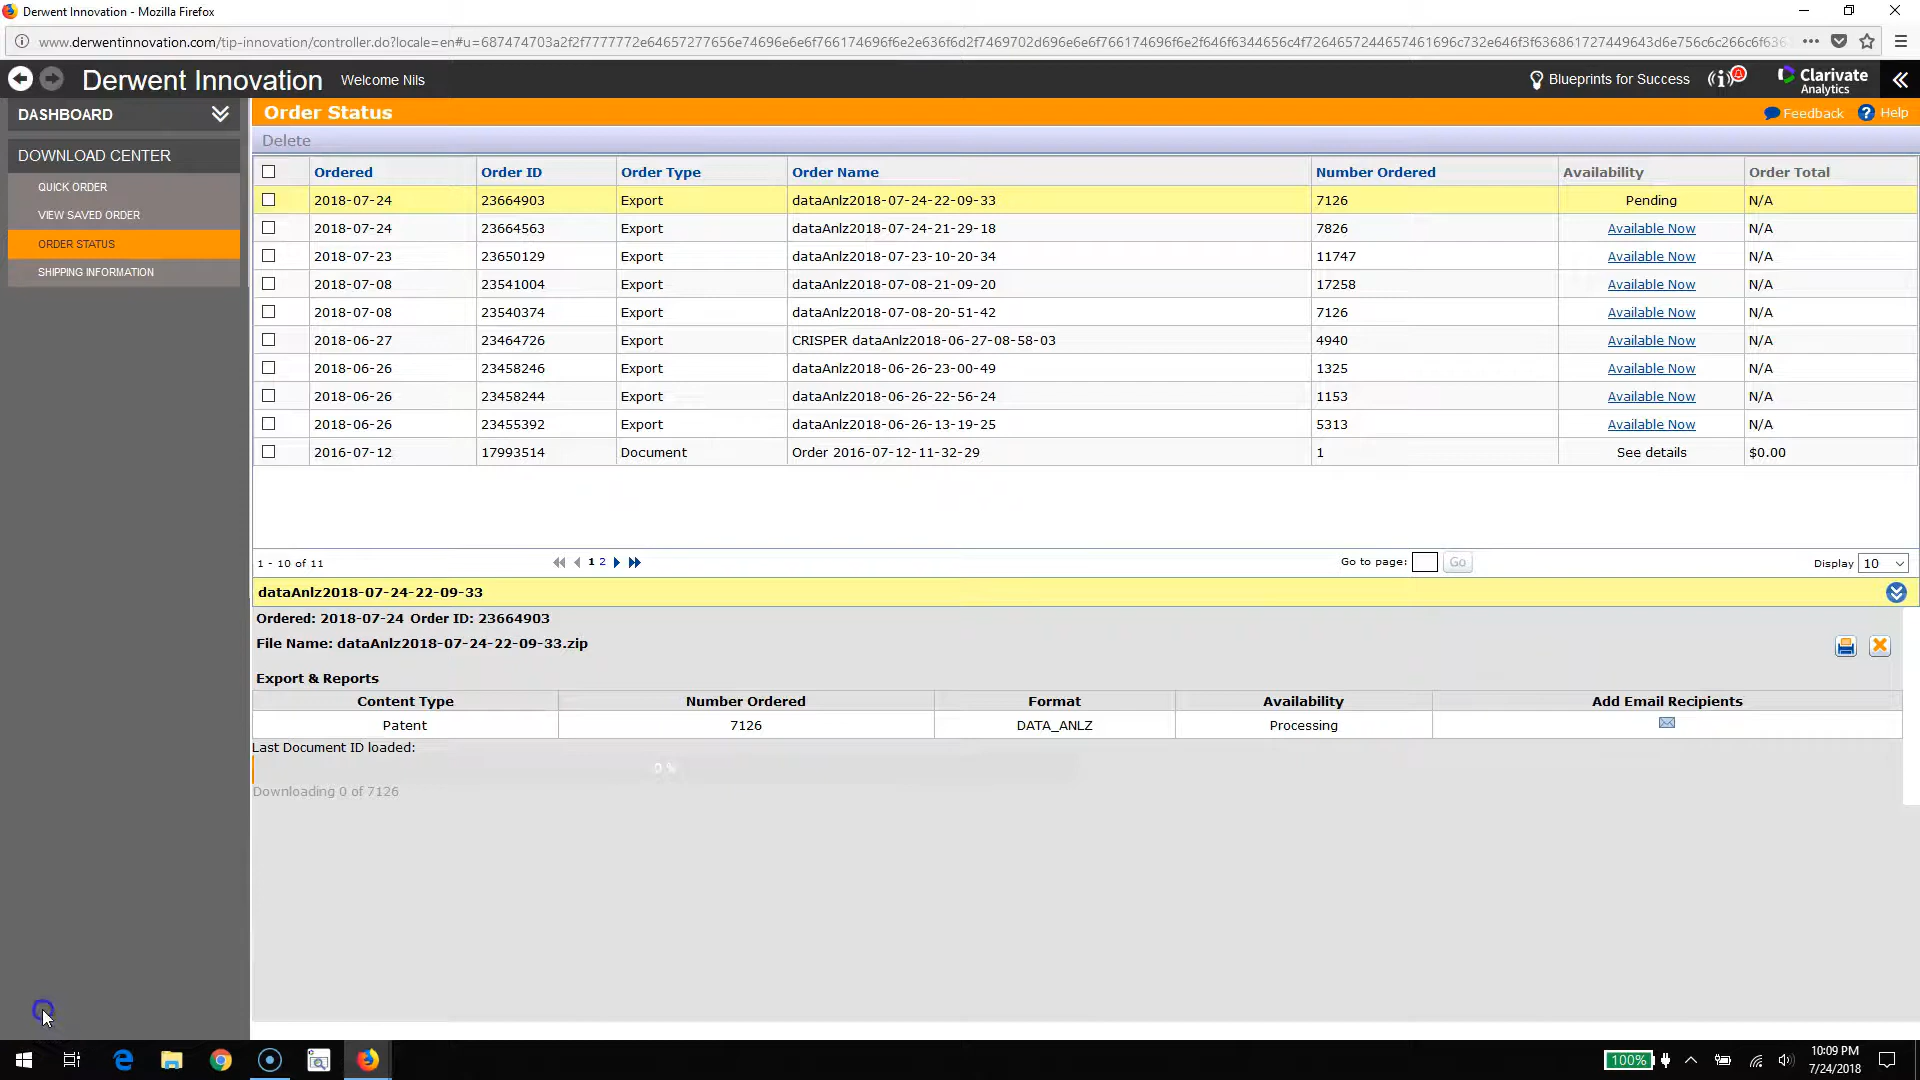 Derwent Innovation - Mozilla Firefox
Derwent Innovation Welcome Nils
Blueprints for Success
Clarivate
Analytics
DASHBOARD
DOWNLOAD CENTER
QUICK ORDER
VIEW SAVED ORDER
ORDER STATUS
SHIPPING INFORMATION
Order Status
Feedback
Help
Delete
Ordered Order ID Order Type Order Name Number Ordered Availability Order Total
2018-07-24 23664903 Export dataAnlz2018-07-24-22-09-33 7126 Pending N/A
2018-07-24 23664563 Export dataAnlz2018-07-24-21-29-18 7826 Available Now N/A
2018-07-23 23650129 Export dataAnlz2018-07-23-10-20-34 11747 Available Now N/A
2018-07-08 23541004 Export dataAnlz2018-07-08-21-09-20 17258 Available Now N/A
2018-07-08 23540374 Export dataAnlz2018-07-08-20-51-42 7126 Available Now N/A
2018-06-27 23464726 Export CRISPER dataAnlz2018-06-27-08-58-03 4940 Available Now N/A
2018-06-26 23458246 Export dataAnlz2018-06-26-23-00-49 1325 Available Now N/A
2018-06-26 23458244 Export dataAnlz2018-06-26-22-56-24 1153 Available Now N/A
2018-06-26 23455392 Export dataAnlz2018-06-26-13-19-25 5313 Available Now N/A
2016-07-12 17993514 Document Order 2016-07-12-11-32-29 1 See details $0.00
1 - 10 of 11 1 2 Go to page: Go Display 10
dataAnlz2018-07-24-22-09-33
Ordered: 2018-07-24 Order ID: 23664903
File Name: dataAnlz2018-07-24-22-09-33.zip
Export & Reports
Content Type Number Ordered Format Availability Add Email Recipients
Patent 7126 DATA_ANLZ Processing
Last Document ID loaded:
0 %
Downloading 0 of 7126
100%
10:09 PM
7/24/2018